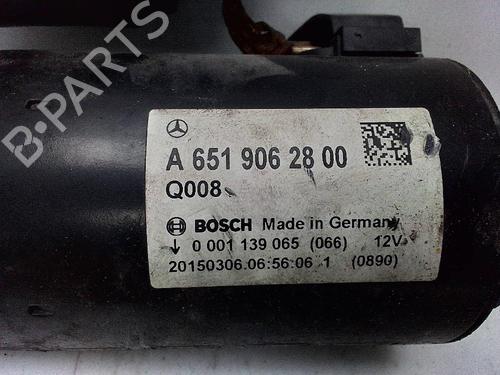 B-PARTS
A 651 906 28 00
Q008
BOSCH Made in Germany
0 001 139 065 (066) 12V
20150306.06:56:06 1 (0890)